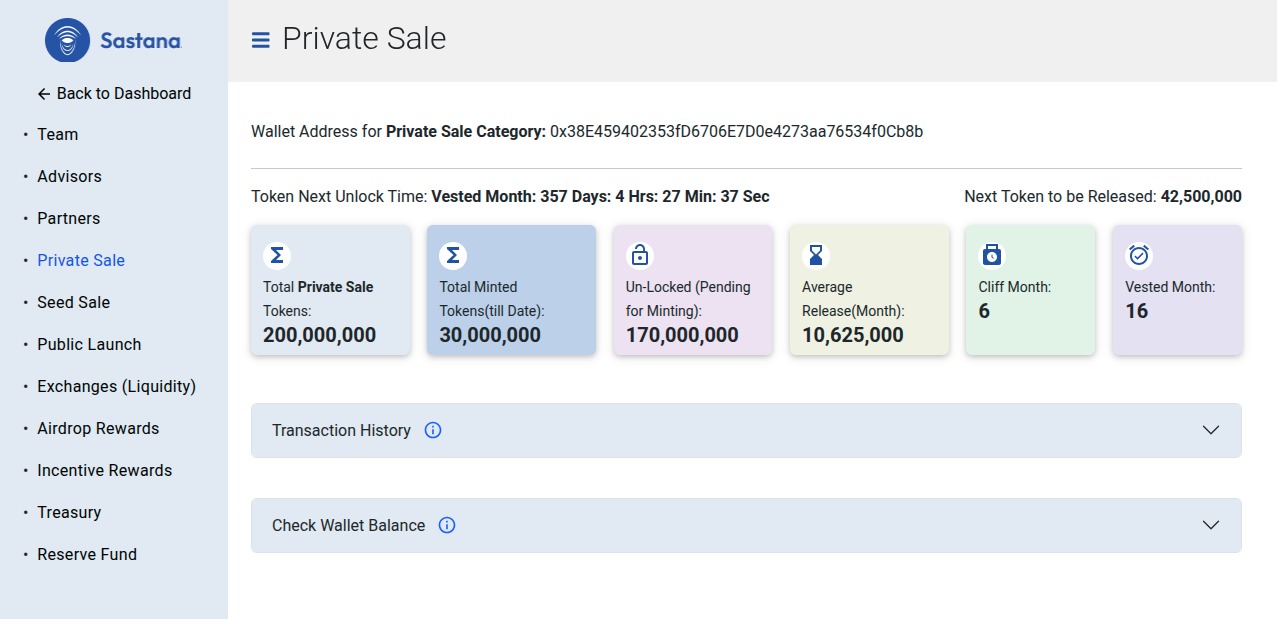 Sastana
Back to Dashboard
Team
Advisors
Partners
Private Sale
Seed Sale
Public Launch
Exchanges (Liquidity)
Airdrop Rewards
Incentive Rewards
Treasury
Reserve Fund
Private Sale
Wallet Address for Private Sale Category: 0x38E459402353fD6706E7D0e4273aa76534f0Cb8b
Token Next Unlock Time: Vested Month: 357 Days: 4 Hrs: 27 Min: 37 Sec
Next Token to be Released: 42,500,000
Total Private Sale
Tokens:
200,000,000
Total Minted
Tokens(till Date):
30,000,000
Un-Locked (Pending
for Minting):
170,000,000
Average
Release(Month):
10,625,000
Cliff Month:
6
Vested Month:
16
Transaction History
Check Wallet Balance